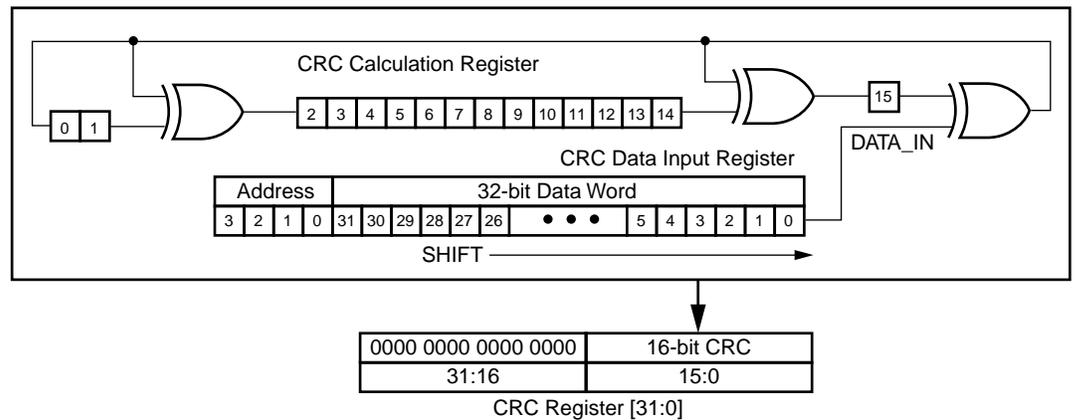 CRC Calculation Register
0 1
2 3 4 5 6 7 8 9 10 11 12 13 14
15
DATA_IN
CRC Data Input Register
Address 32-bit Data Word
3 2 1 0 31 30 29 28 27 26 • • • 5 4 3 2 1 0
SHIFT
0000 0000 0000 0000 16-bit CRC
31:16 15:0
CRC Register [31:0]